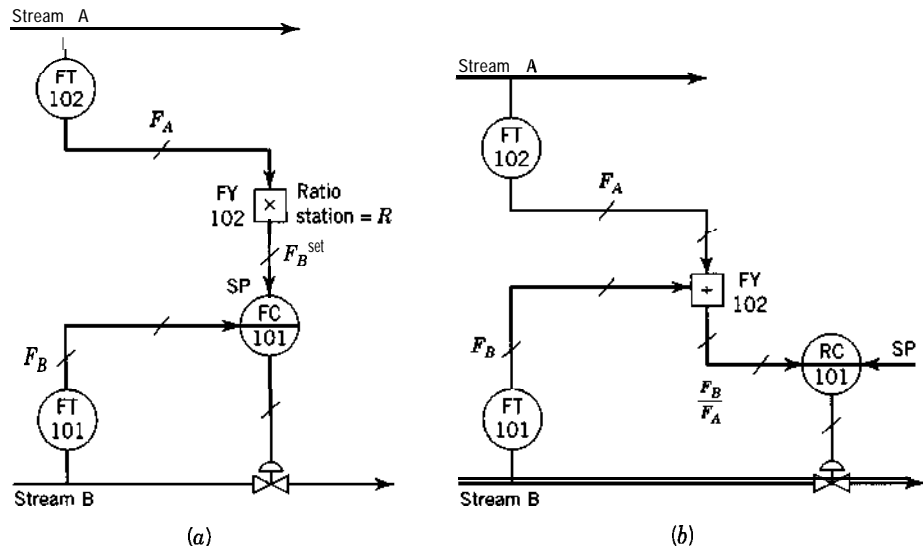 Stream A
FT
102
F_A
FY
102
×
Ratio
station = R
F_B^set
SP
FC
101
F_B
FT
101
Stream B
(a)
Stream A
FT
102
F_A
÷
FY
102
F_B
F_B
F_A
RC
101
SP
FT
101
Stream B
(b)